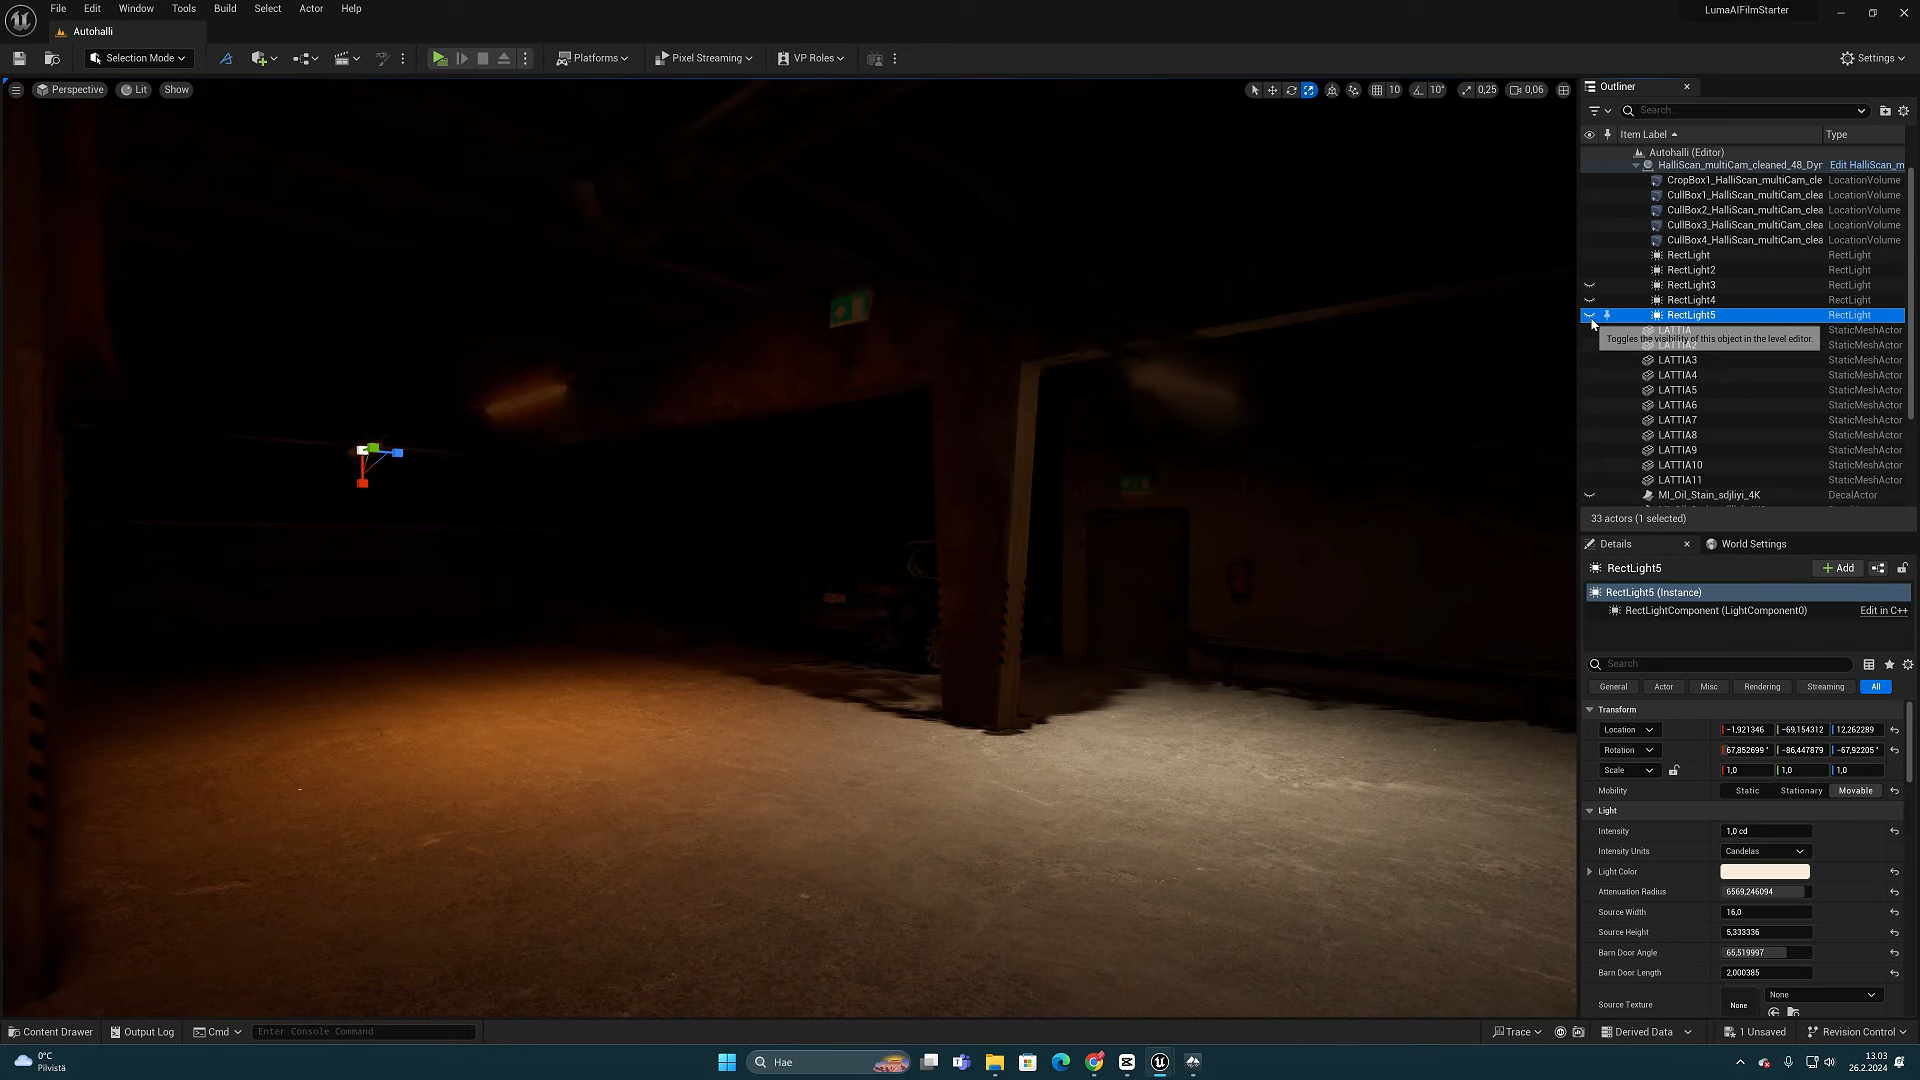 File Edit Window Tools Build Select Actor Help
LumaAIFilmStarter
Autohalli
Selection Mode
Platforms
Pixel Streaming
VP Roles
Settings
Perspective Lit Show
10 10° 0,25 0,06
Outliner
Search...
Item Label Type
Autohalli (Editor)
HalliScan_multiCam_cleaned_48_Dyr Edit HalliScan_m
CropBox1_HalliScan_multiCam_cle LocationVolume
CullBox1_HalliScan_multiCam_clea LocationVolume
CullBox2_HalliScan_multiCam_clea LocationVolume
CullBox3_HalliScan_multiCam_clea LocationVolume
CullBox4_HalliScan_multiCam_clea LocationVolume
RectLight RectLight
RectLight2 RectLight
RectLight3 RectLight
RectLight4 RectLight
RectLight5 RectLight
LATTIA StaticMeshActor
Toggles the visibility of this object in the level editor.
LATTIA2 StaticMeshActor
LATTIA3 StaticMeshActor
LATTIA4 StaticMeshActor
LATTIA5 StaticMeshActor
LATTIA6 StaticMeshActor
LATTIA7 StaticMeshActor
LATTIA8 StaticMeshActor
LATTIA9 StaticMeshActor
LATTIA10 StaticMeshActor
LATTIA11 StaticMeshActor
MI_Oil_Stain_sdjliyi_4K DecalActor
33 actors (1 selected)
Details World Settings
RectLight5 Add
RectLight5 (Instance)
RectLightComponent (LightComponent0) Edit in C++
Search
General Actor Misc Rendering Streaming All
Transform
Location -1,921346 -69,154312 12,262289
Rotation 67,852699 ° -86,447879 -67,92205 °
Scale 1,0 1,0 1,0
Mobility Static Stationary Movable
Light
Intensity 1,0 cd
Intensity Units Candelas
Light Color
Attenuation Radius 6569,246094
Source Width 16,0
Source Height 5,333336
Barn Door Angle 65,519997
Barn Door Length 2,000385
Source Texture None None
Content Drawer Output Log Cmd Enter Console Command
Trace Derived Data 1 Unsaved Revision Control
0°C
Pilvistä
Hae
13.03
26.2.2024